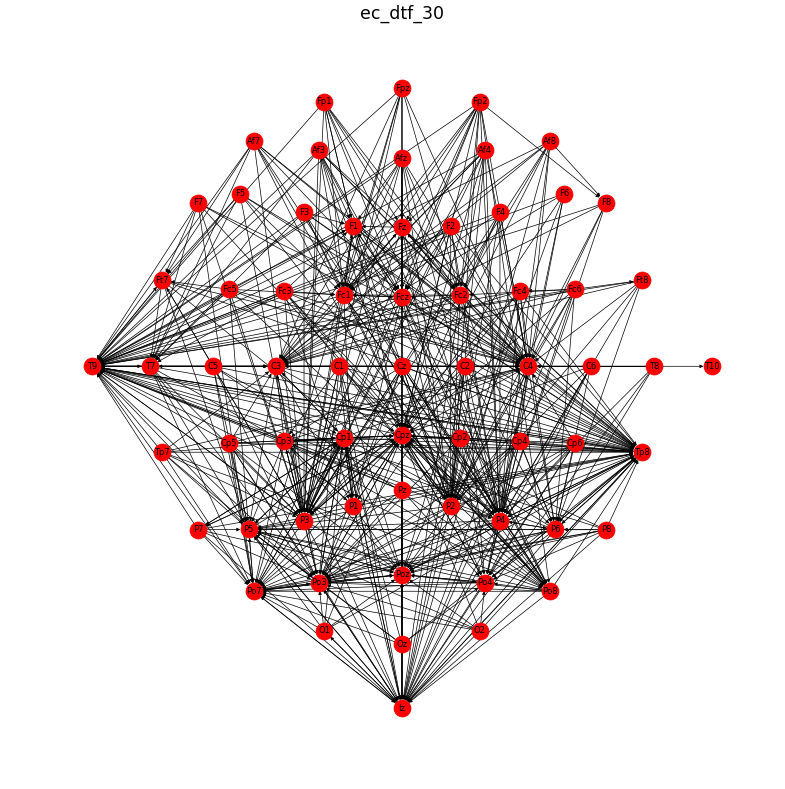 ec_dtf_30
Fpz
Fp1 Fp2
Af7 Af3 Afz Af4 Af8
F7 F5 F3 F1 Fz F2 F4 F6 F8
Ft7 Fc5 Fc3 Fc1 Fcz Fc2 Fc4 Fc6 Ft8
T9 T7 C5 C3 C1 Cz C2 C4 C6 T8 T10
Tp7 Cp5 Cp3 Cp1 Cpz Cp2 Cp4 Cp6 Tp8
P7 P5 P3 P1 Pz P2 P4 P6 P8
Po7 Po3 Poz Po4 Po8
O1 Oz O2
Iz